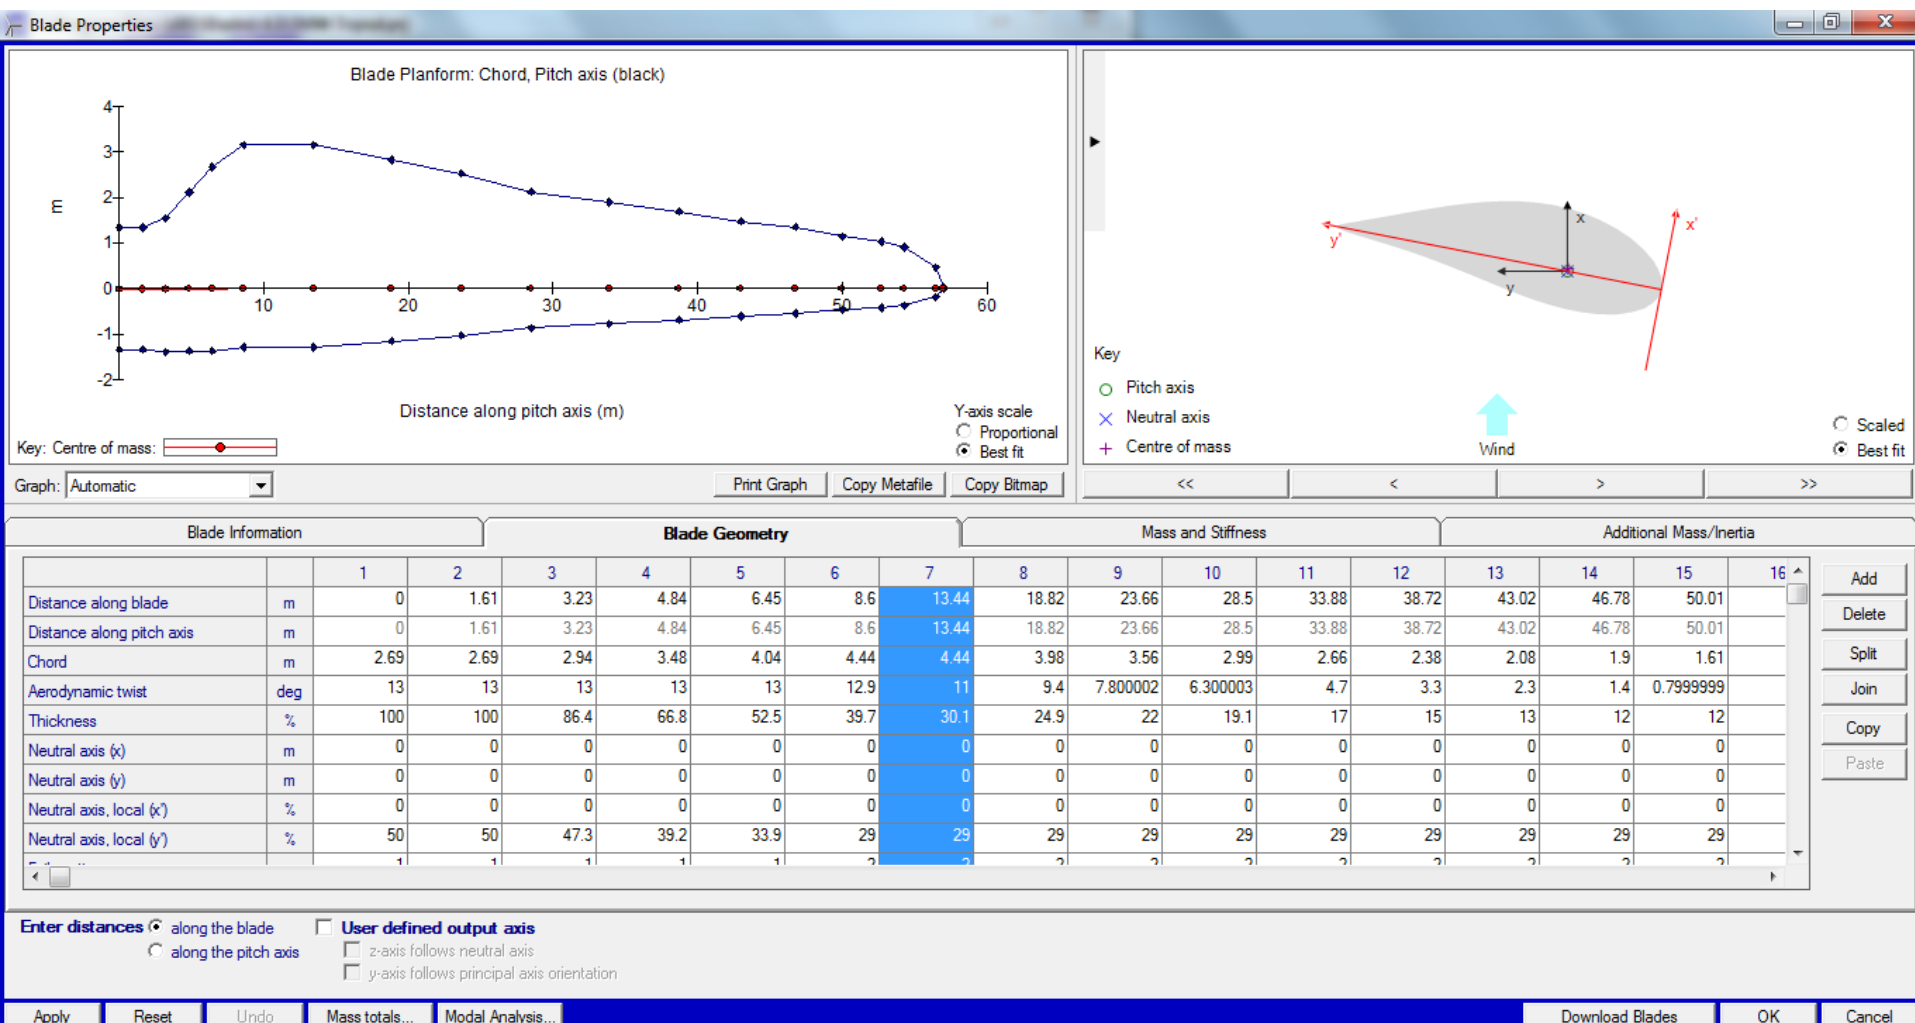 Blade Properties
Blade Planform: Chord, Pitch axis (black)
4
3
2
1
0
-1
-2
m
10 20 30 40 50 60
Distance along pitch axis (m)
Key: Centre of mass:
Y-axis scale
Proportional
Best fit
x
y
x'
y'
Key
Pitch axis
Neutral axis
Centre of mass
Wind
Scaled
Best fit
Graph: Automatic
Print Graph Copy Metafile Copy Bitmap
<< < > >>
Blade Information Blade Geometry Mass and Stiffness Additional Mass/Inertia
1 2 3 4 5 6 7 8 9 10 11 12 13 14 15 16
Distance along blade m 0 1.61 3.23 4.84 6.45 8.6 13.44 18.82 23.66 28.5 33.88 38.72 43.02 46.78 50.01
Distance along pitch axis m 0 1.61 3.23 4.84 6.45 8.6 13.44 18.82 23.66 28.5 33.88 38.72 43.02 46.78 50.01
Chord m 2.69 2.69 2.94 3.48 4.04 4.44 4.44 3.98 3.56 2.99 2.66 2.38 2.08 1.9 1.61
Aerodynamic twist deg 13 13 13 13 13 12.9 11 9.4 7.800002 6.300003 4.7 3.3 2.3 1.4 0.7999999
Thickness % 100 100 86.4 66.8 52.5 39.7 30.1 24.9 22 19.1 17 15 13 12 12
Neutral axis (x) m 0 0 0 0 0 0 0 0 0 0 0 0 0 0 0
Neutral axis (y) m 0 0 0 0 0 0 0 0 0 0 0 0 0 0 0
Neutral axis, local (x') % 0 0 0 0 0 0 0 0 0 0 0 0 0 0 0
Neutral axis, local (y') % 50 50 47.3 39.2 33.9 29 29 29 29 29 29 29 29 29 29
1 1 1 1 1 2 2 2 2 2 2 2 2 2 2
Add
Delete
Split
Join
Copy
Paste
Enter distances along the blade
along the pitch axis
User defined output axis
z-axis follows neutral axis
y-axis follows principal axis orientation
Apply Reset Undo Mass totals... Modal Analysis... Download Blades OK Cancel